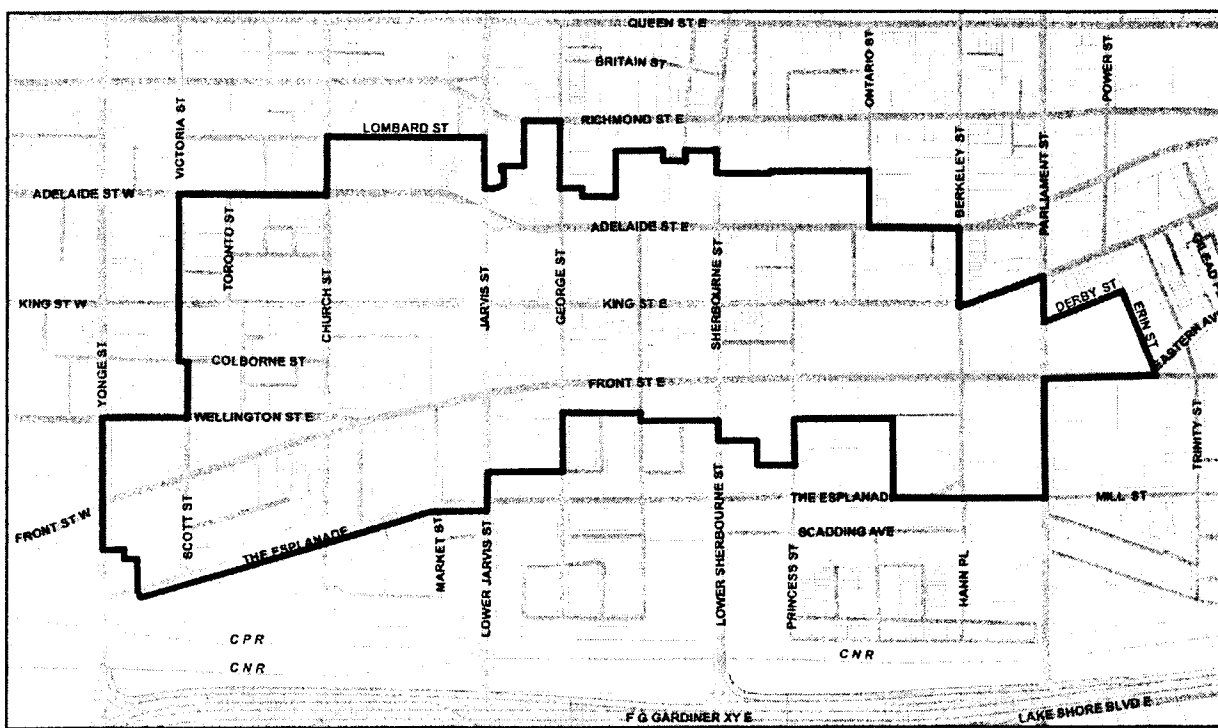 QUEEN ST E
BRITAIN ST
ONTARIO ST
POWER ST
VICTORIA ST
LOMBARD ST
RICHMOND ST E
BERKELEY ST
PARLIAMENT ST
ADELAIDE ST W
TORONTO ST
ADELAIDE ST E
GILEAD
CHURCH ST
JARVIS ST
GEORGE ST
SHERBOURNE ST
KING ST W
KING ST E
DERBY ST
ERIN ST
EASTERN AVE
YONGE ST
COLBORNE ST
FRONT ST E
WELLINGTON ST E
TRINITY ST
FRONT ST W
SCOTT ST
THE ESPLANADE
MARKET ST
LOWER JARVIS ST
LOWER SHERBOURNE ST
THE ESPLANAD
MILL ST
SCADDING AVE
PRINCESS ST
HANN PL
CPR
CNR
CNR
F G GARDINER XY E
LAKE SHORE BLVD E